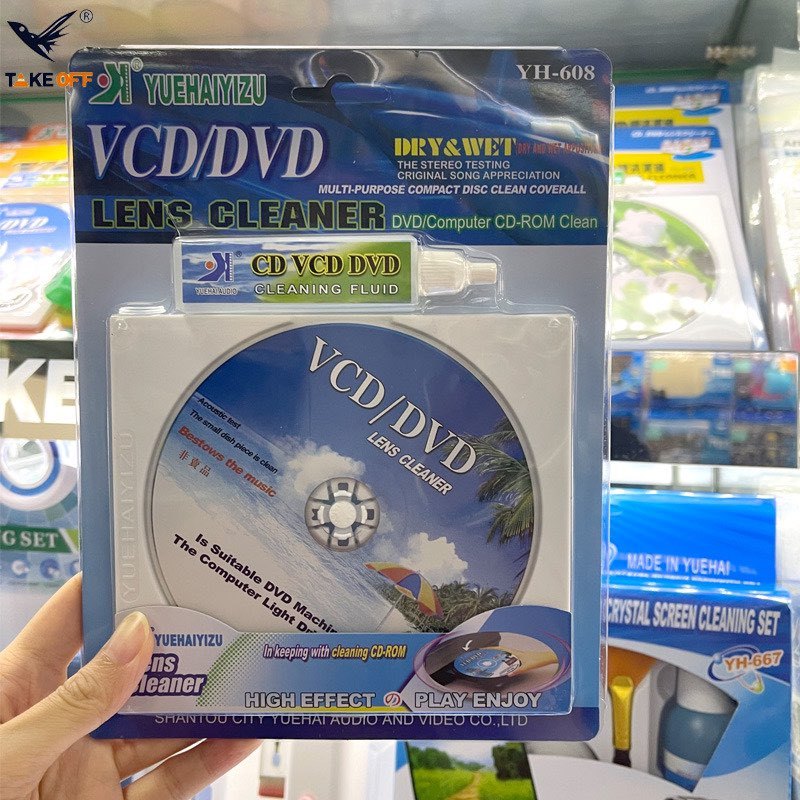 ®
TAKE OFF
YUEHAIYIZU
YH-608
VCD/DVD
DRY&WET
THE STEREO TESTING
CRIGINAL SONG APPRECIATION
MULTI-PURPOSE COMPACT DISC CLEAN COVERALL
LENS CLEANER
DVD/Computer CD-ROM Clean
YUEHAI AUDIO
CD VCD DVD
CLEANING FLUID
VCD/DVD
LENS CLEANER
Acoustic test
The small dish piece is clean
Bestows the music
非賣品
Is Suitable DVD
The Computer Light
YUEHAIYIZU
YUEHAIYIZU
Lens
Cleaner
In keeping with cleaning CD-ROM
HIGH EFFECT
PLAY ENJOY
SHANTOU CITY YUEHAI AUDIO AND VIDEO CO.,LTD
KE
SET
MADE IN YUEHAI
CRYSTAL SCREEN CLEANING SET
YH-667